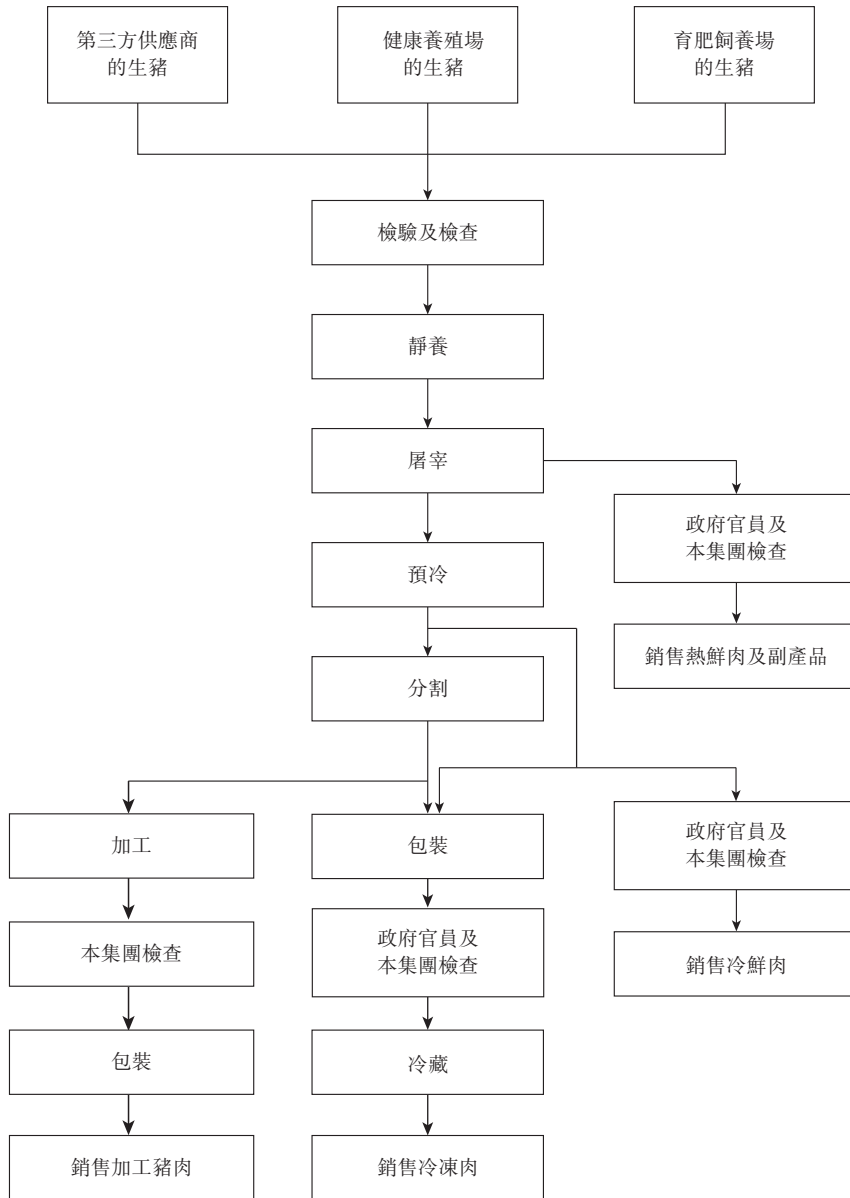 第三方供應商
的生豬
健康養殖場
的生豬
育肥飼養場
的生豬
檢驗及檢查
靜養
屠宰
政府官員及
本集團檢查
預冷
銷售熱鮮肉及副產品
分割
加工
包裝
政府官員及
本集團檢查
本集團檢查
政府官員及
本集團檢查
銷售冷鮮肉
包裝
冷藏
銷售加工豬肉
銷售冷凍肉